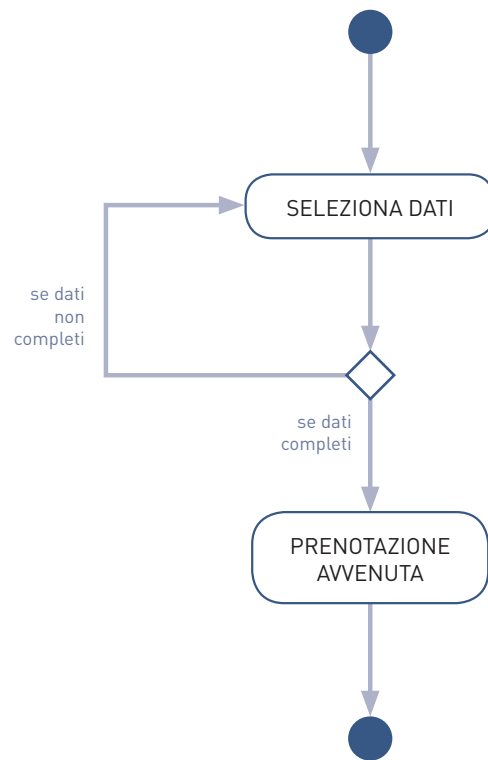 SELEZIONA DATI
se dati
non
completi
se dati
completi
PRENOTAZIONE
AVVENUTA